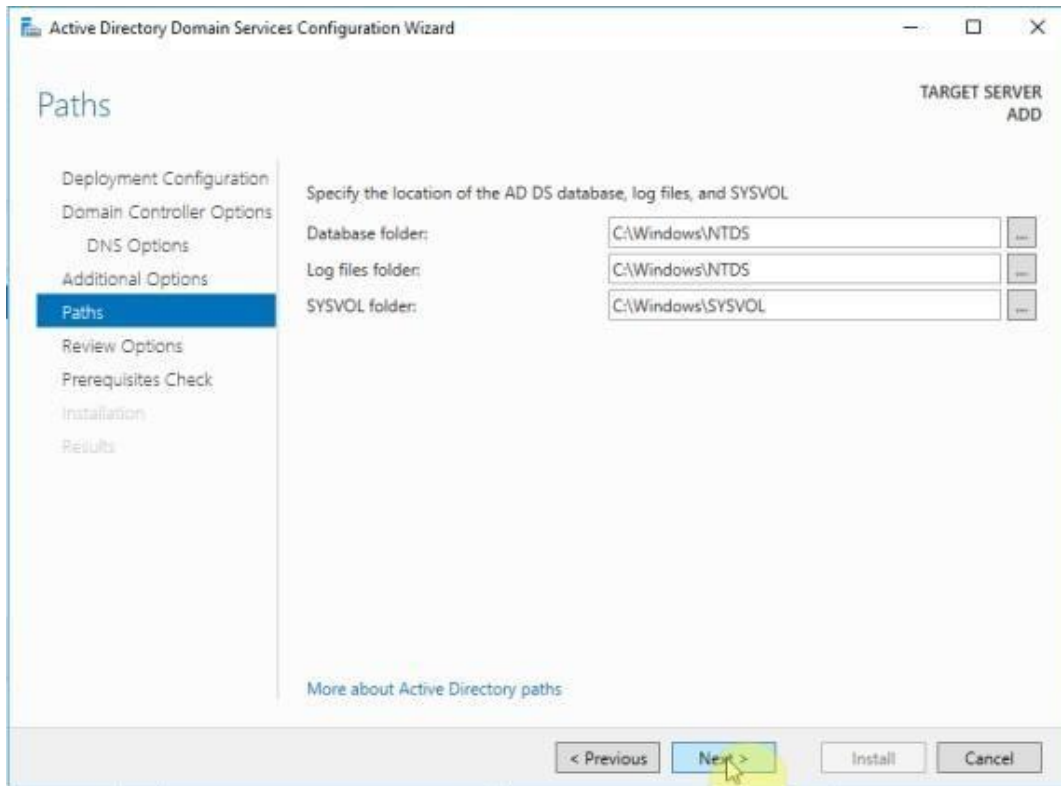 Active Directory Domain Services Configuration Wizard
Paths
TARGET SERVER
ADD
Deployment Configuration
Domain Controller Options
DNS Options
Additional Options
Paths
Review Options
Prerequisites Check
Installation
Results
Specify the location of the AD DS database, log files, and SYSVOL
Database folder: C:\Windows\NTDS ...
Log files folder: C:\Windows\NTDS ...
SYSVOL folder: C:\Windows\SYSVOL ...
More about Active Directory paths
< Previous Next > Install Cancel